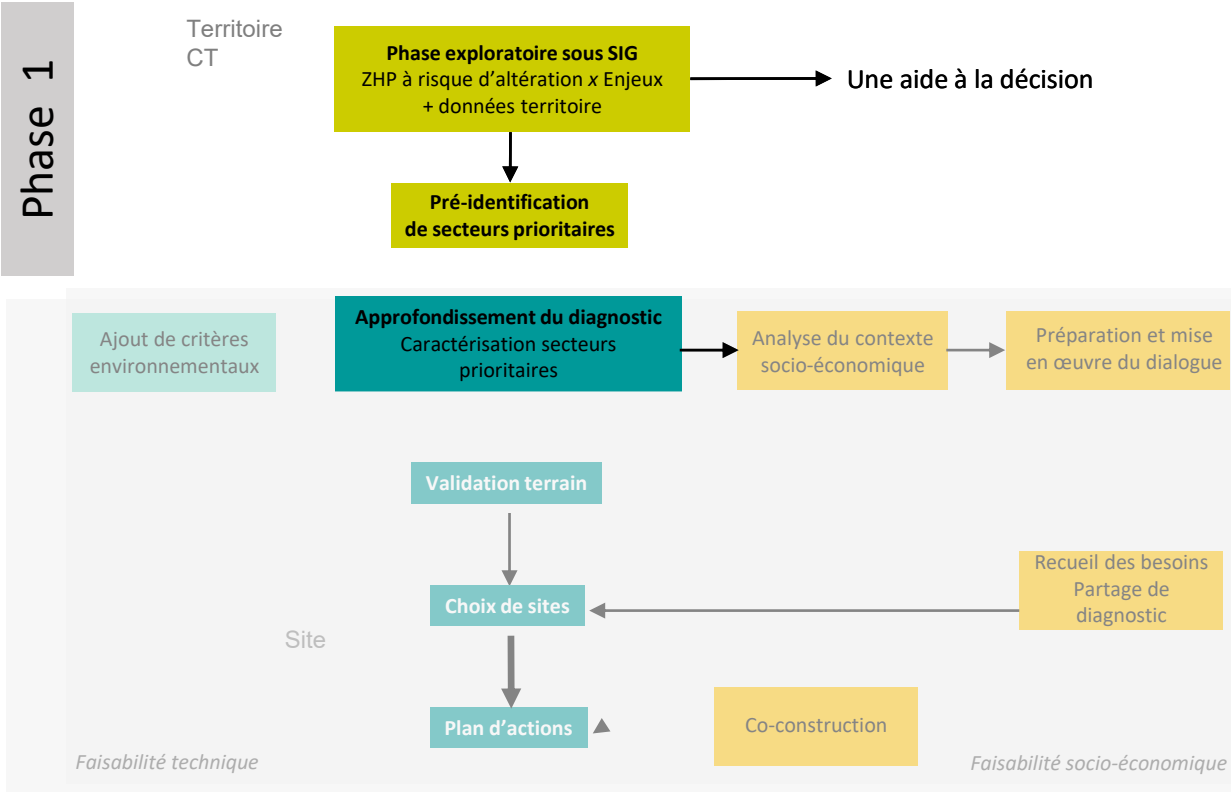 Phase 1
Territoire
CT
Phase exploratoire sous SIG
ZHP à risque d'altération x Enjeux
+ données territoire
Une aide à la décision
Pré-identification
de secteurs prioritaires
Ajout de critères
environnementaux
Approfondissement du diagnostic
Caractérisation secteurs
prioritaires
Analyse du contexte
socio-économique
Préparation et mise
en œuvre du dialogue
Validation terrain
Recueil des besoins
Partage de
diagnostic
Choix de sites
Site
Plan d'actions
Co-construction
Faisabilité technique
Faisabilité socio-économique